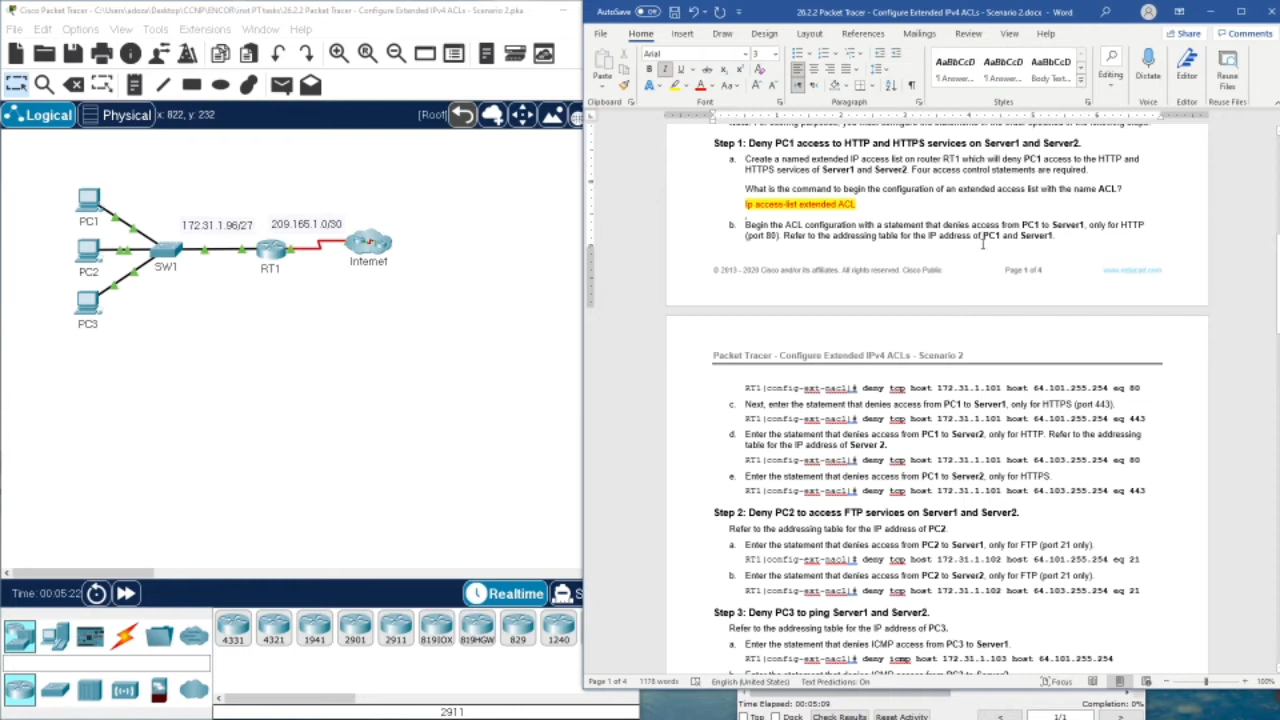 Cisco Packet Tracer - C:\Users\adoza\Desktop\CCNP\ENCOR\inst PT tasks\26.2.2 Packet Tracer - Configure Extended IPv4 ACLs - Scenario 2.pka
File Edit Options View Tools Extensions Window Help
Logical Physical x: 822, y: 232 [Root]
172.31.1.96/27 209.165.1.0/30
PC1
PC2
SW1
RT1
Internet
PC3
Time: 00:05:22 Realtime
4331 4321 1941 2901 2911 819IOX 819HGW 829 1240
2911
AutoSave Off 26.2.2 Packet Tracer - Configure Extended IPv4 ACLs - Scenario 2.docx - Word
File Home Insert Draw Design Layout References Mailings Review View Help Share Comments
Paste
Arial 3
B I U
AaBbCcD AaBbCcD AaBbCcD
¶ Answer... ¶ Answer... Body Text...
Editing Dictate Editor Reuse Files
Clipboard Font Paragraph Styles Voice Editor Reuse Files
Step 1: Deny PC1 access to HTTP and HTTPS services on Server1 and Server2.
a. Create a named extended IP access list on router RT1 which will deny PC1 access to the HTTP and
HTTPS services of Server1 and Server2. Four access control statements are required.
What is the command to begin the configuration of an extended access list with the name ACL?
Ip access-list extended ACL
b. Begin the ACL configuration with a statement that denies access from PC1 to Server1, only for HTTP
(port 80). Refer to the addressing table for the IP address of PC1 and Server1.
© 2013 - 2020 Cisco and/or its affiliates. All rights reserved. Cisco Public Page 1 of 4 www.netacad.com
Packet Tracer - Configure Extended IPv4 ACLs - Scenario 2
RT1(config-ext-nacl)# deny tcp host 172.31.1.101 host 64.101.255.254 eq 80
c. Next, enter the statement that denies access from PC1 to Server1, only for HTTPS (port 443).
RT1(config-ext-nacl)# deny tcp host 172.31.1.101 host 64.101.255.254 eq 443
d. Enter the statement that denies access from PC1 to Server2, only for HTTP. Refer to the addressing
table for the IP address of Server 2.
RT1(config-ext-nacl)# deny tcp host 172.31.1.101 host 64.103.255.254 eq 80
e. Enter the statement that denies access from PC1 to Server2, only for HTTPS.
RT1(config-ext-nacl)# deny tcp host 172.31.1.101 host 64.103.255.254 eq 443
Step 2: Deny PC2 to access FTP services on Server1 and Server2.
Refer to the addressing table for the IP address of PC2.
a. Enter the statement that denies access from PC2 to Server1, only for FTP (port 21 only).
RT1(config-ext-nacl)# deny tcp host 172.31.1.102 host 64.101.255.254 eq 21
b. Enter the statement that denies access from PC2 to Server2, only for FTP (port 21 only).
RT1(config-ext-nacl)# deny tcp host 172.31.1.102 host 64.103.255.254 eq 21
Step 3: Deny PC3 to ping Server1 and Server2.
Refer to the addressing table for the IP address of PC3.
a. Enter the statement that denies ICMP access from PC3 to Server1.
RT1(config-ext-nacl)# deny icmp host 172.31.1.103 host 64.101.255.254
Page 1 of 4 1178 words English (United States) Text Predictions: On Focus 100%
Time Elapsed: 00:05:09 Completion: 0%
Top Dock Check Results Reset Activity < 1/1 >